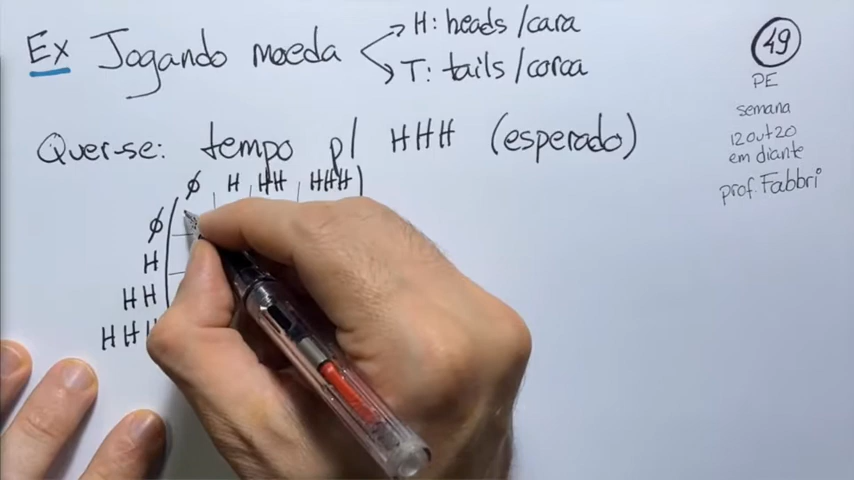 Ex Jogando moeda
H: heads/cara
T: tails/coroa
49
PE
semana
12out20
em diante
prof. Fabbri
Quer-se: tempo p/ HHH (esperado)
∅ H HH HHH
∅
H
HH